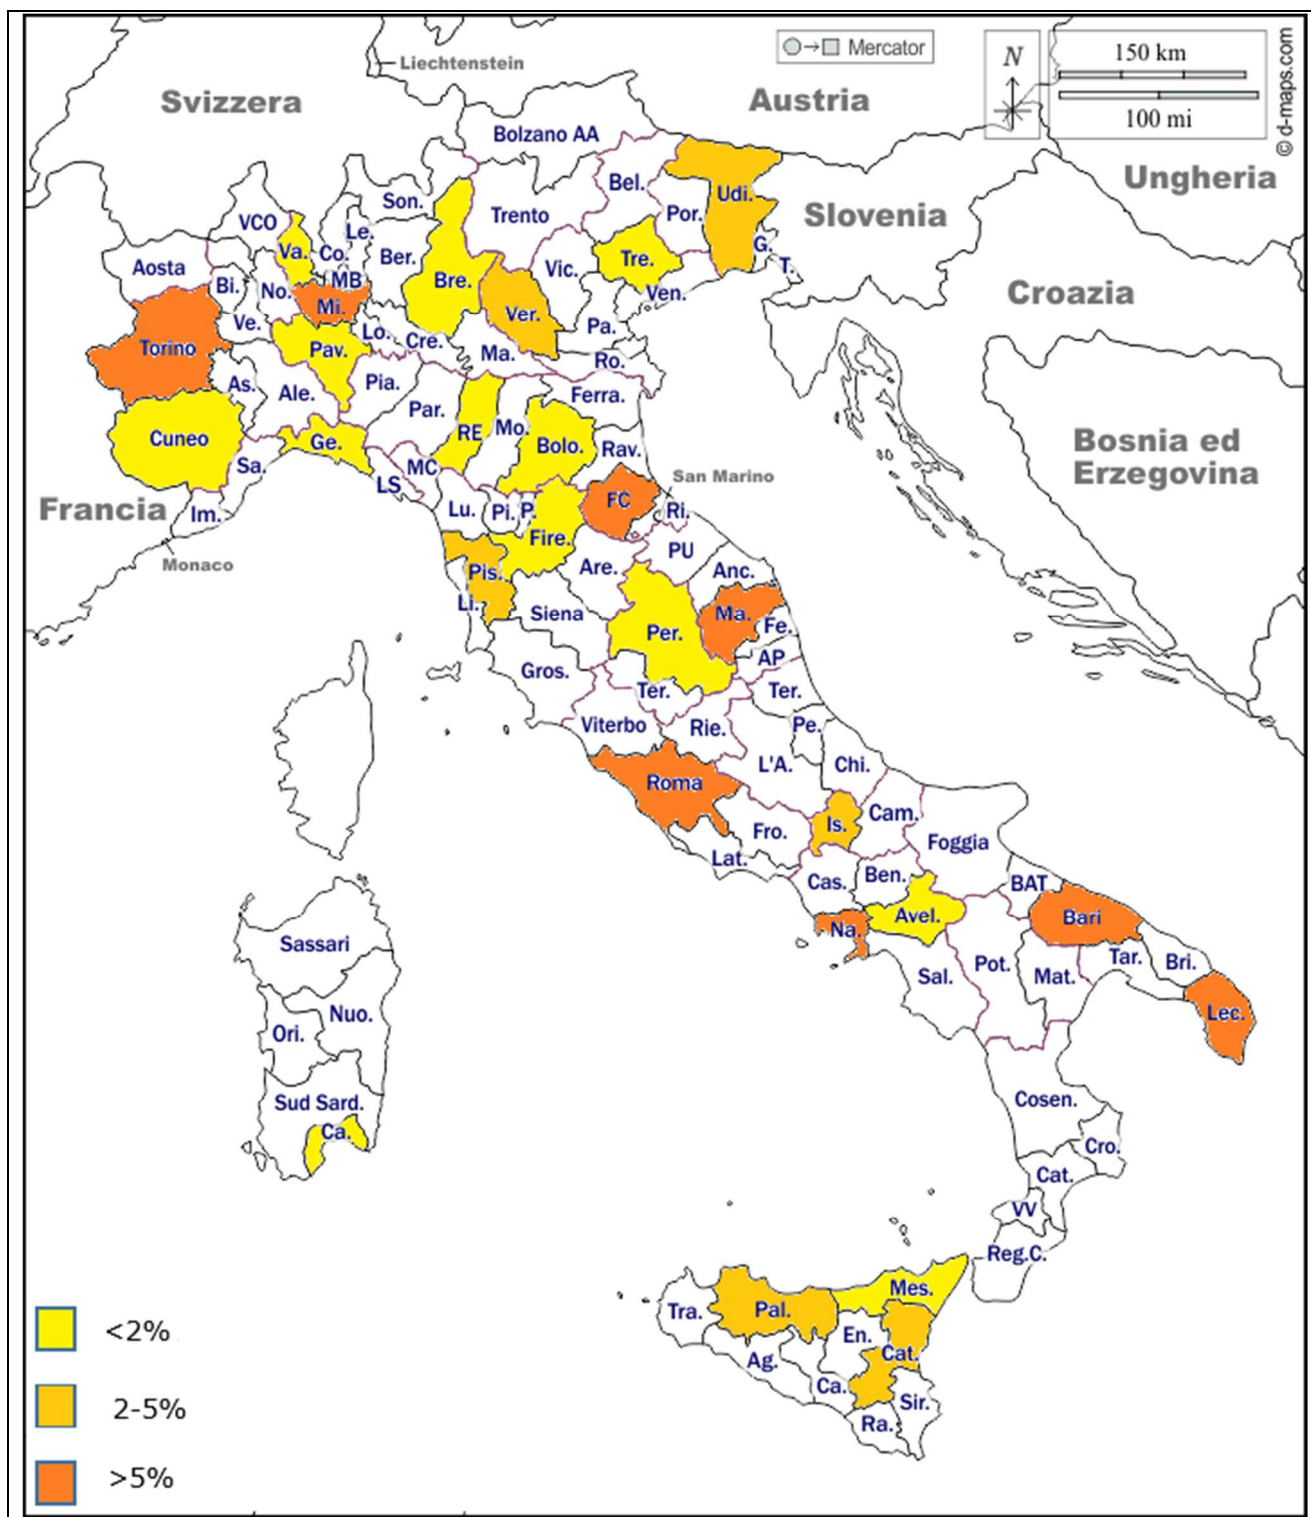 Mercator
N
150 km
100 mi
© d-maps.com
Liechtenstein
Svizzera
Austria
Ungheria
Slovenia
Croazia
Bosnia ed
Erzegovina
Francia
Monaco
San Marino
Bolzano AA
Bel.
Udi.
Son.
Trento
Por.
VCO
Le.
Va.
Co.
Ber.
G.
Tre.
T.
Aosta
Bi.
No.
MB
Bre.
Vic.
Ven.
Mi.
Ver.
Ve.
Lo.
Cre.
Pa.
Torino
Pav.
Ma.
Ro.
As.
Ale.
Pia.
Par.
Ferra.
Cuneo
Ge.
RE
Mo.
Bolo.
Rav.
Sa.
MC
LS
FC
Im.
Lu.
Pi.
P.
Fire.
Ri.
PU
Pis.
Are.
Anc.
Li.
Siena
Per.
Ma.
Fe.
AP
Gros.
Ter.
Ter.
Viterbo
Rie.
Pe.
L'A.
Chi.
Roma
Fro.
Is.
Cam.
Foggia
Lat.
Cas.
Ben.
BAT
Na.
Avel.
Bari
Sal.
Pot.
Mat.
Tar.
Bri.
Lec.
Sassari
Nuo.
Ori.
Sud Sard.
Ca.
Cosen.
Cro.
Cat.
VV
Reg.C.
Mes.
Tra.
Pal.
En.
Cat.
Ag.
Ca.
Sir.
Ra.
<2%
2-5%
>5%